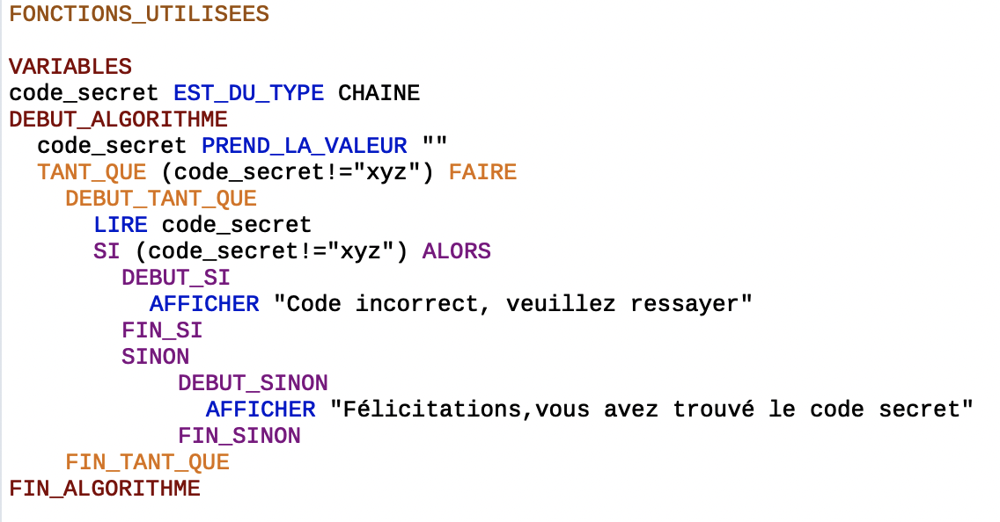 FONCTIONS_UTILISEES
VARIABLES
code_secret EST_DU_TYPE CHAINE
DEBUT_ALGORITHME
code_secret PREND_LA_VALEUR ""
TANT_QUE (code_secret!="xyz") FAIRE
DEBUT_TANT_QUE
LIRE code_secret
SI (code_secret!="xyz") ALORS
DEBUT_SI
AFFICHER "Code incorrect, veuillez ressayer"
FIN_SI
SINON
DEBUT_SINON
AFFICHER "Félicitations,vous avez trouvé le code secret"
FIN_SINON
FIN_TANT_QUE
FIN_ALGORITHME